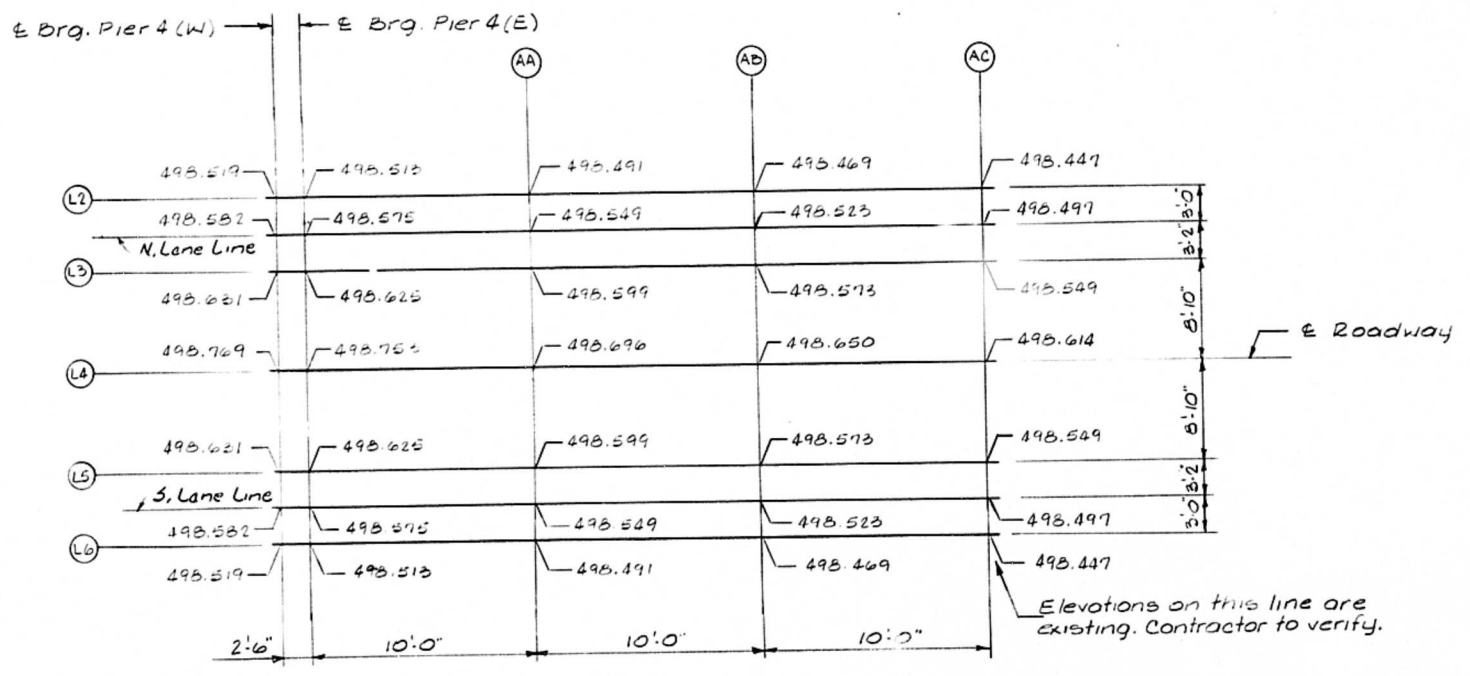 ℄ Brg. Pier 4 (W)
℄ Brg. Pier 4 (E)
AA
AB
AC
498.519
498.513
498.491
498.469
498.447
L2
498.582
498.575
498.549
498.523
498.497
3'-0"
N. Lane Line
3'-2"
L3
498.631
498.625
498.599
498.573
498.549
8'-10"
℄ Roadway
498.769
498.696
498.650
498.614
L4
8'-10"
498.631
498.625
498.599
498.573
498.549
L5
3'-2"
S. Lane Line
498.582
498.575
498.549
498.523
498.497
3'-0"
L6
498.519
498.513
498.491
498.469
498.447
Elevations on this line are
existing. Contractor to verify.
2'-6"
10'-0"
10'-0"
10'-0"